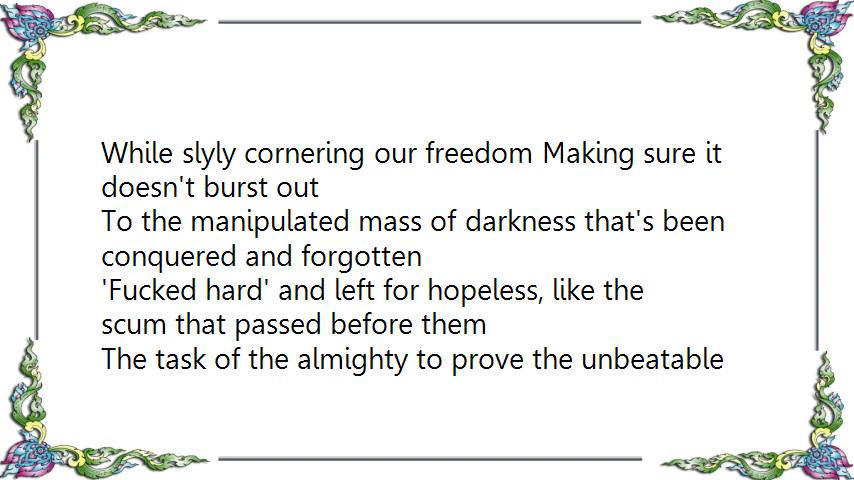 While slyly cornering our freedom Making sure it
doesn't burst out
To the manipulated mass of darkness that's been
conquered and forgotten
'Fucked hard' and left for hopeless, like the
scum that passed before them
The task of the almighty to prove the unbeatable